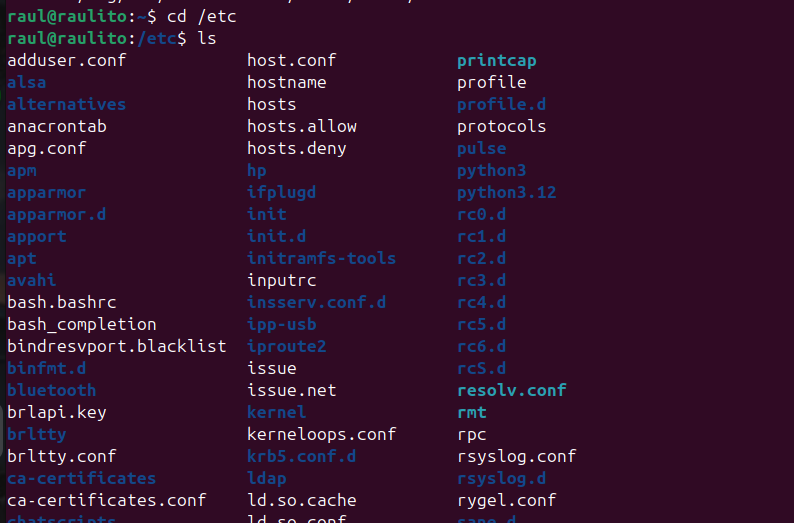 raul@raulito:~$ cd /etc
raul@raulito:/etc$ ls
adduser.conf host.conf printcap
alsa hostname profile
alternatives hosts profile.d
anacrontab hosts.allow protocols
apg.conf hosts.deny pulse
apm hp python3
apparmor ifplugd python3.12
apparmor.d init rc0.d
apport init.d rc1.d
apt initramfs-tools rc2.d
avahi inputrc rc3.d
bash.bashrc insserv.conf.d rc4.d
bash_completion ipp-usb rc5.d
bindresvport.blacklist iproute2 rc6.d
binfmt.d issue rcS.d
bluetooth issue.net resolv.conf
brlapi.key kernel rmt
brltty kerneloops.conf rpc
brltty.conf krb5.conf.d rsyslog.conf
ca-certificates ldap rsyslog.d
ca-certificates.conf ld.so.cache rygel.conf
chatscripts ld.so.conf sane.d